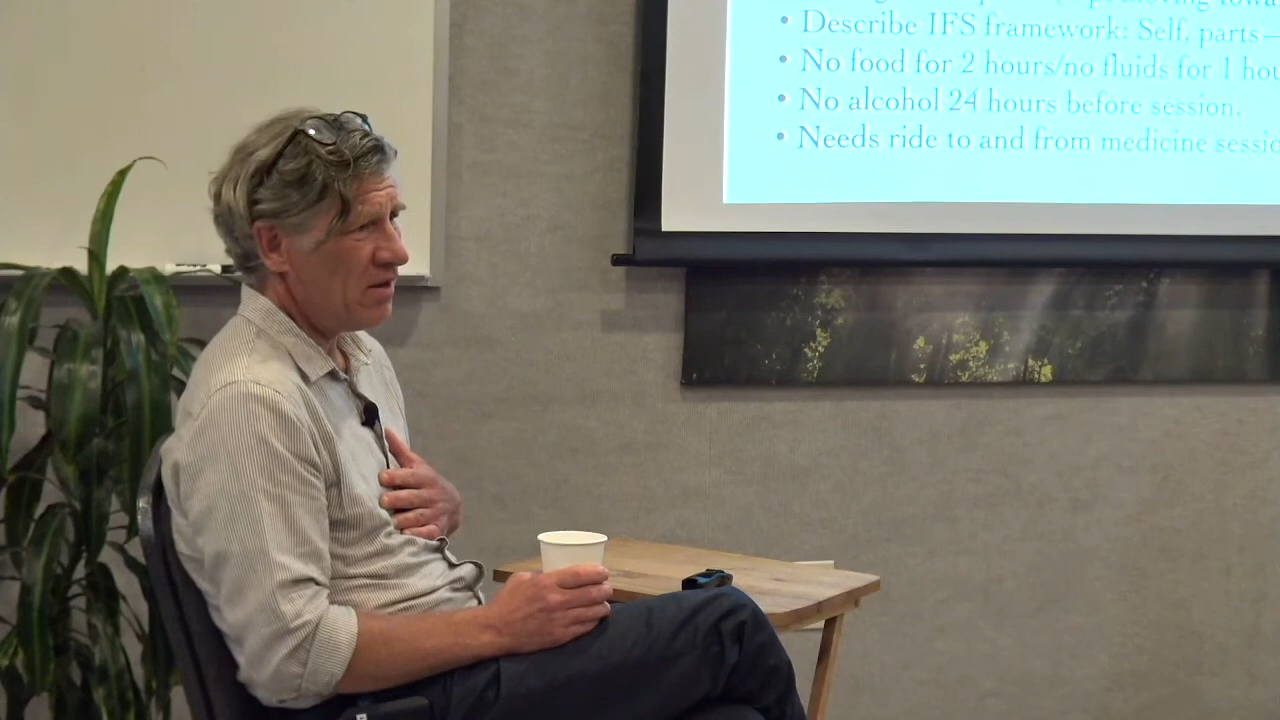 • Describe IFS framework: Self, parts—
• No food for 2 hours/no fluids for 1
• No alcohol 24 hours before session.
• Needs ride to and from medicine